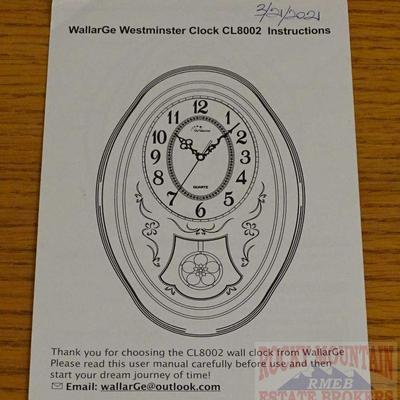 3/21/2021
WallarGe Westminster Clock CL8002 Instructions
12
11 1
10 2
9 3
8 4
7 5
6
QUARTZ
Thank you for choosing the CL8002 wall clock from WallarGe
Please read this user manual carefully before use and then
start your dream journey of time!
Email: wallarGe@outlook.com
ROCKY MOUNTAIN
RMEB
ESTATE BROKERS